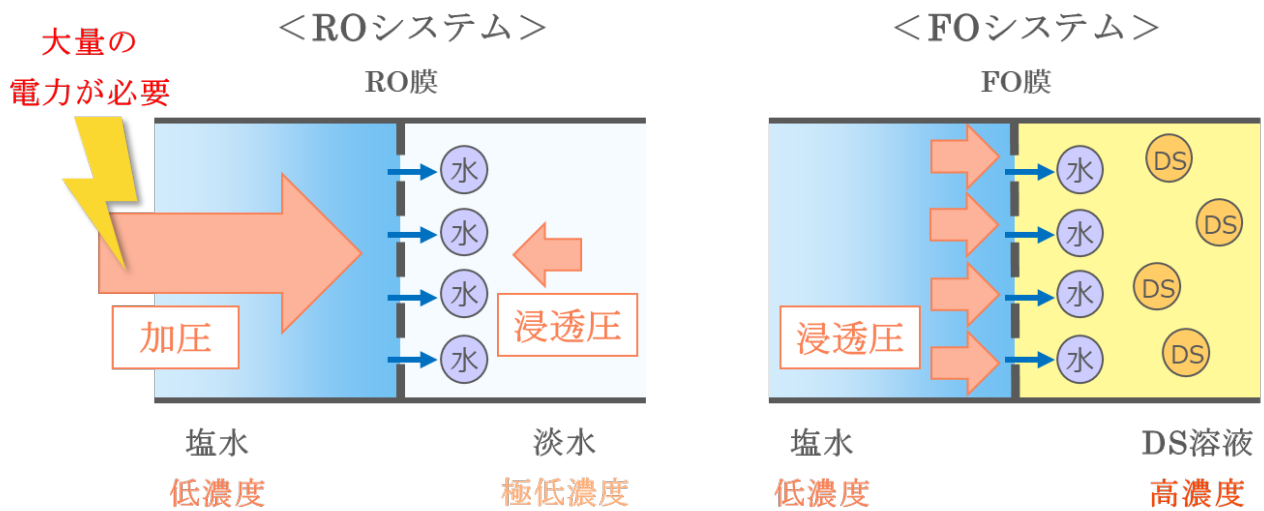 ＜ROシステム＞
大量の
電力が必要
RO膜
水
水
水
水
加圧
浸透圧
塩水
淡水
低濃度
極低濃度
＜FOシステム＞
FO膜
水
水
水
水
DS
DS
DS
DS
浸透圧
塩水
DS溶液
低濃度
高濃度